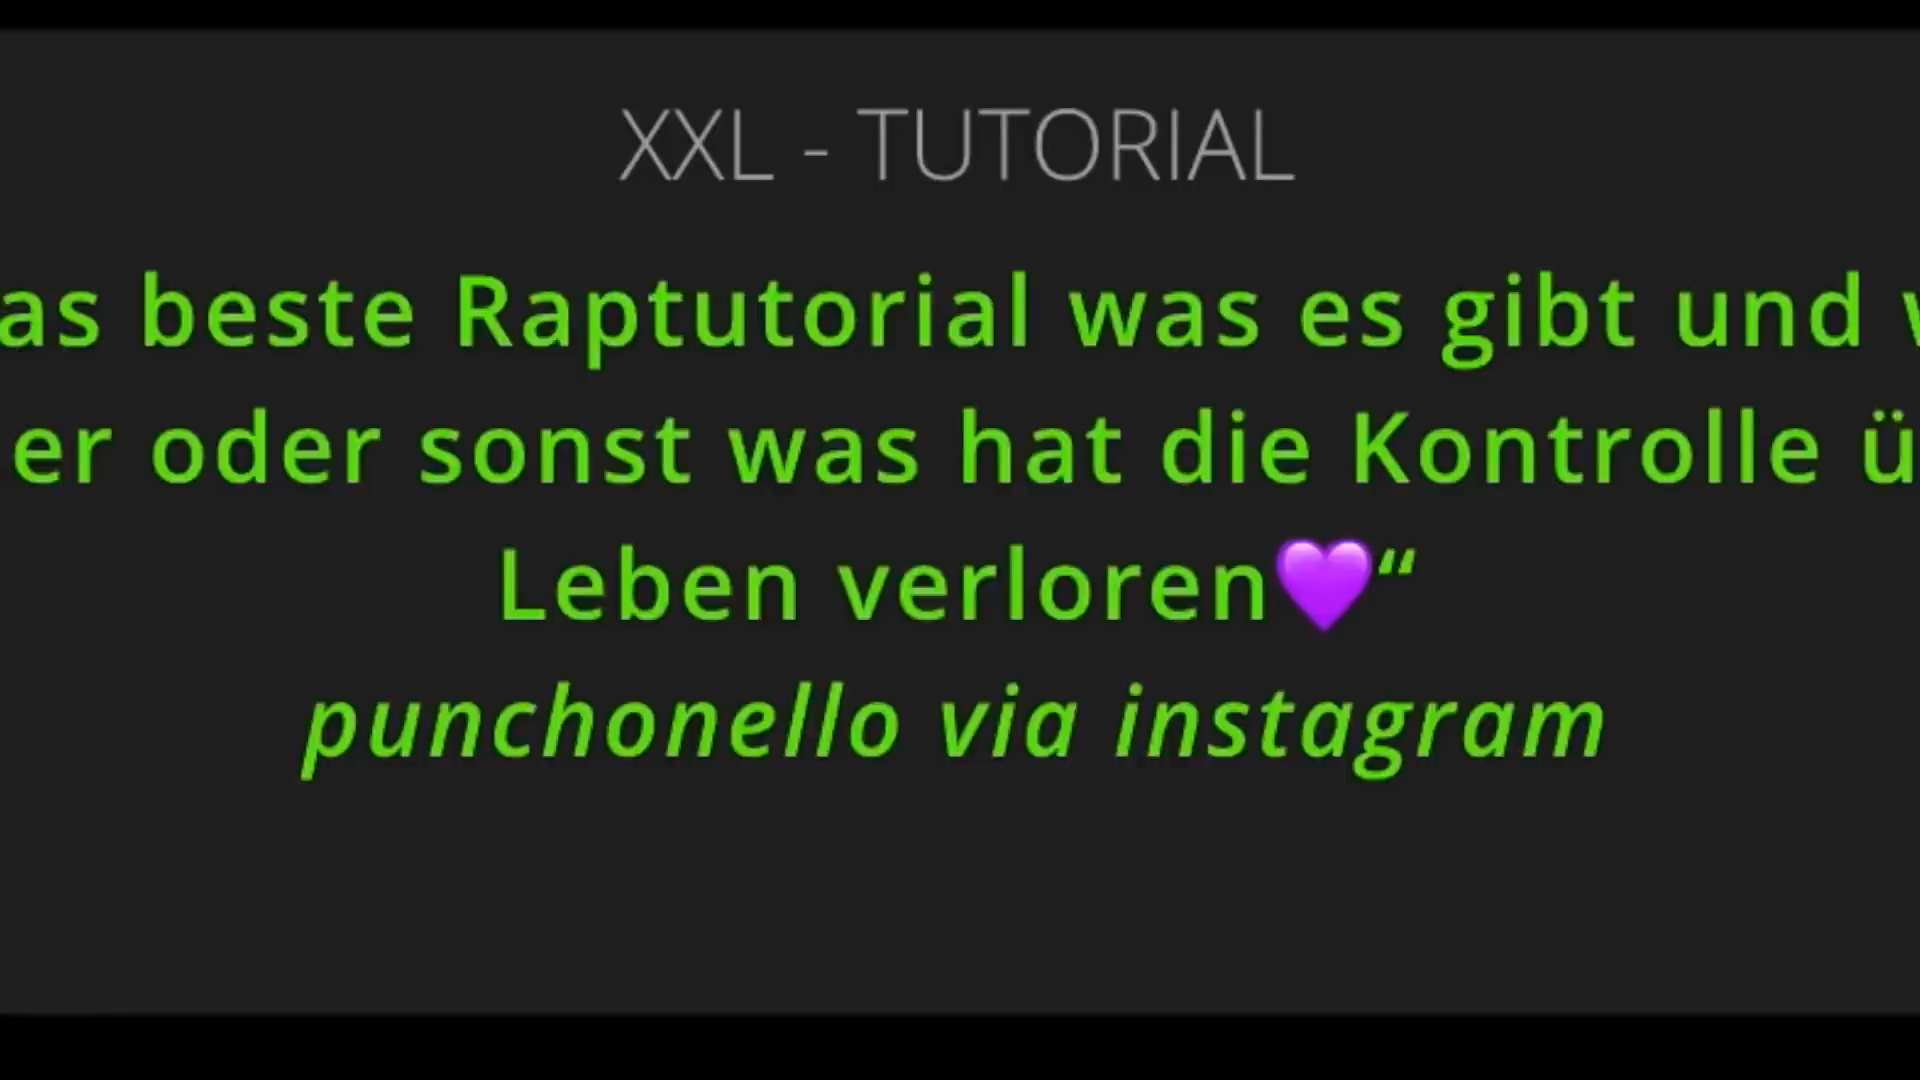 XXL - TUTORIAL
as beste Raptutorial was es gibt und
er oder sonst was hat die Kontrolle ü
Leben verloren💜“
punchonello via instagram